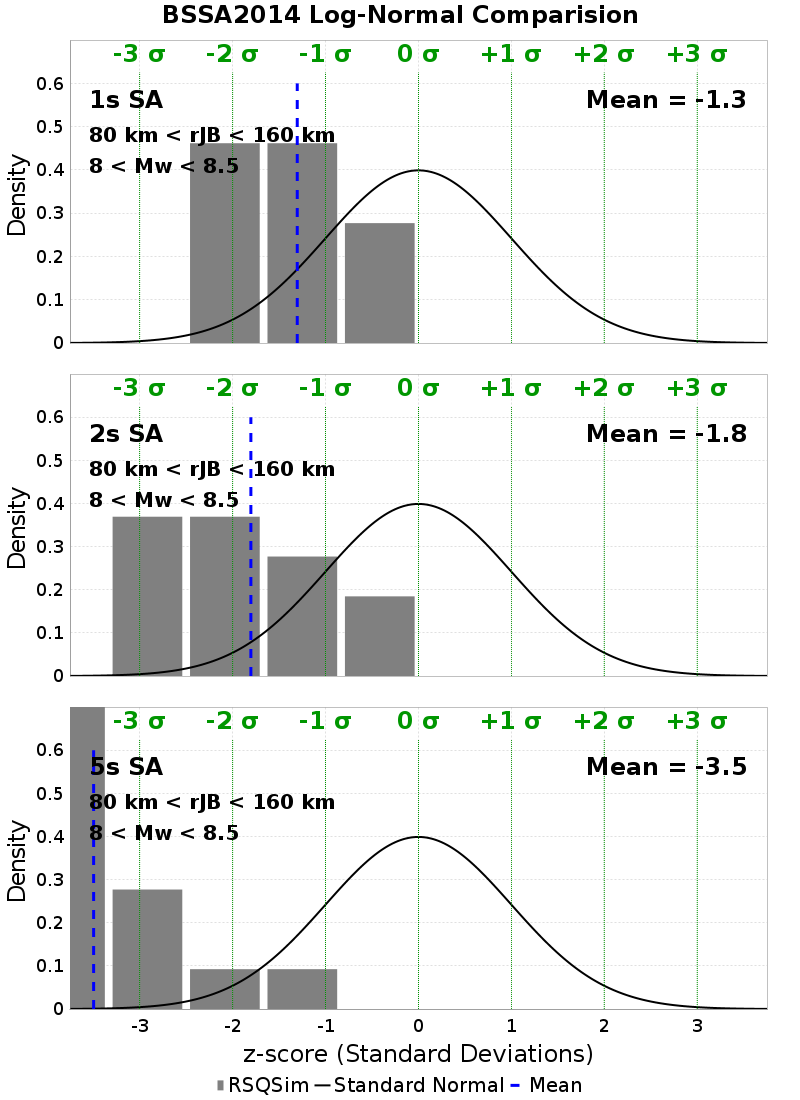 BSSA2014 Log-Normal Comparision
-3 σ -2 σ -1 σ 0 σ +1 σ +2 σ +3 σ
1s SA Mean = -1.3
80 km < rJB < 160 km
8 < Mw < 8.5
0.6
0.5
0.4
0.3
0.2
0.1
0
Density
-3 σ -2 σ -1 σ 0 σ +1 σ +2 σ +3 σ
2s SA Mean = -1.8
80 km < rJB < 160 km
8 < Mw < 8.5
0.6
0.5
0.4
0.3
0.2
0.1
0
Density
-3 σ -2 σ -1 σ 0 σ +1 σ +2 σ +3 σ
5s SA Mean = -3.5
80 km < rJB < 160 km
8 < Mw < 8.5
0.6
0.5
0.4
0.3
0.2
0.1
0
Density
-3 -2 -1 0 1 2 3
z-score (Standard Deviations)
RSQSim Standard Normal Mean